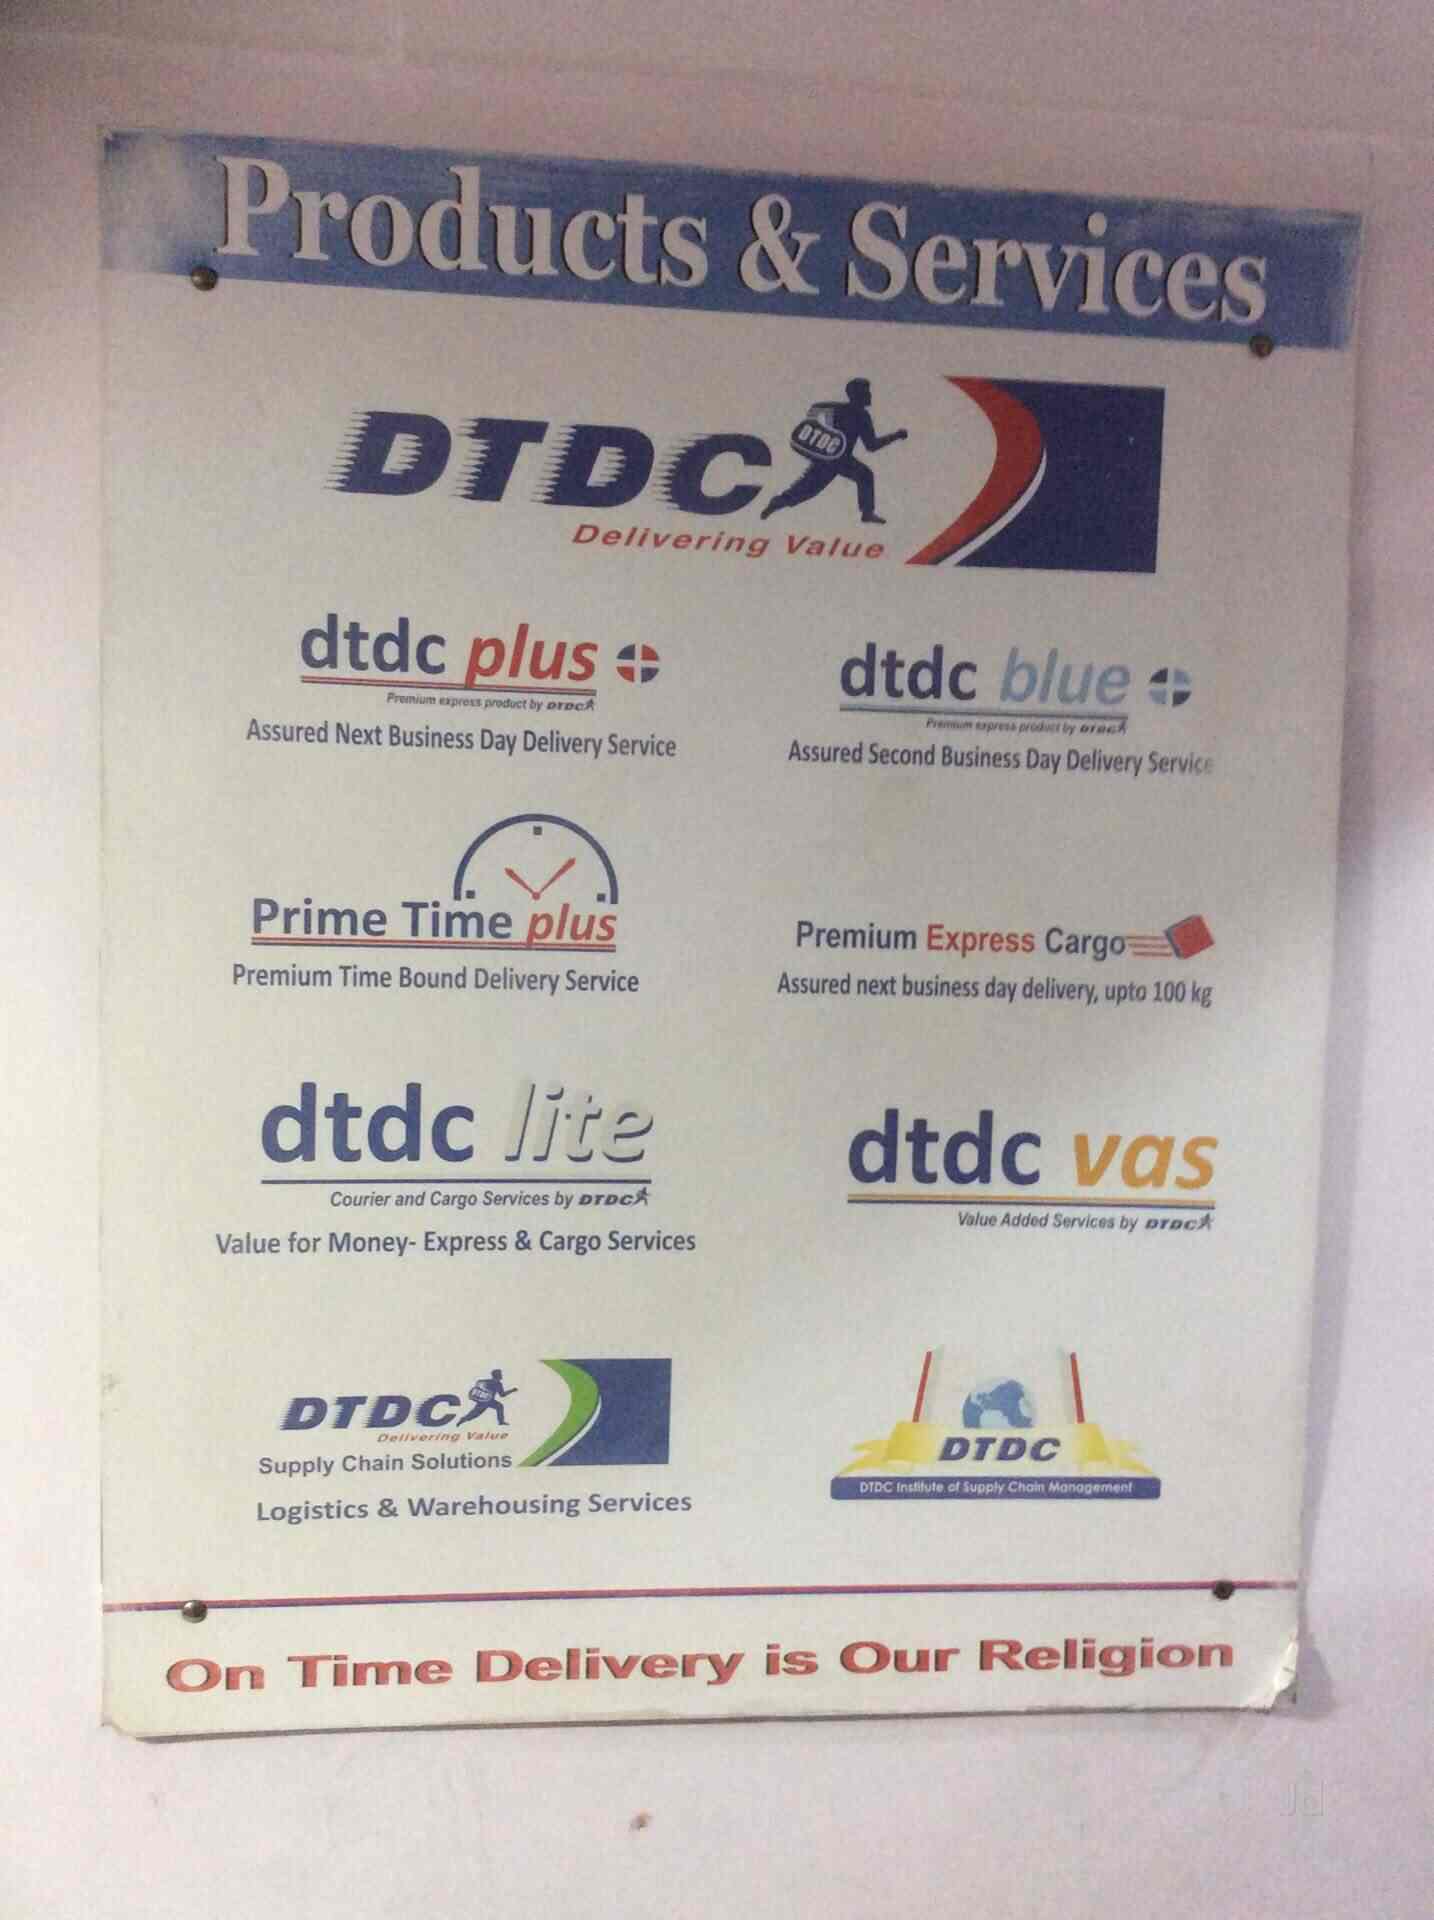 Products & Services
DTDC
DTDC
Delivering Value
dtdc plus
Premium express product by DTDC
Assured Next Business Day Delivery Service
dtdc blue
Premium express product by DTDC
Assured Second Business Day Delivery Service
Prime Time plus
Premium Time Bound Delivery Service
Premium Express Cargo
Assured next business day delivery, upto 100 kg
dtdc lite
Courier and Cargo Services by DTDC
Value for Money- Express & Cargo Services
dtdc vas
Value Added Services by DTDC
DTDC
DTDC
Delivering Value
Supply Chain Solutions
Logistics & Warehousing Services
DTDC
DTDC Institute of Supply Chain Management
On Time Delivery is Our Religion
Jd